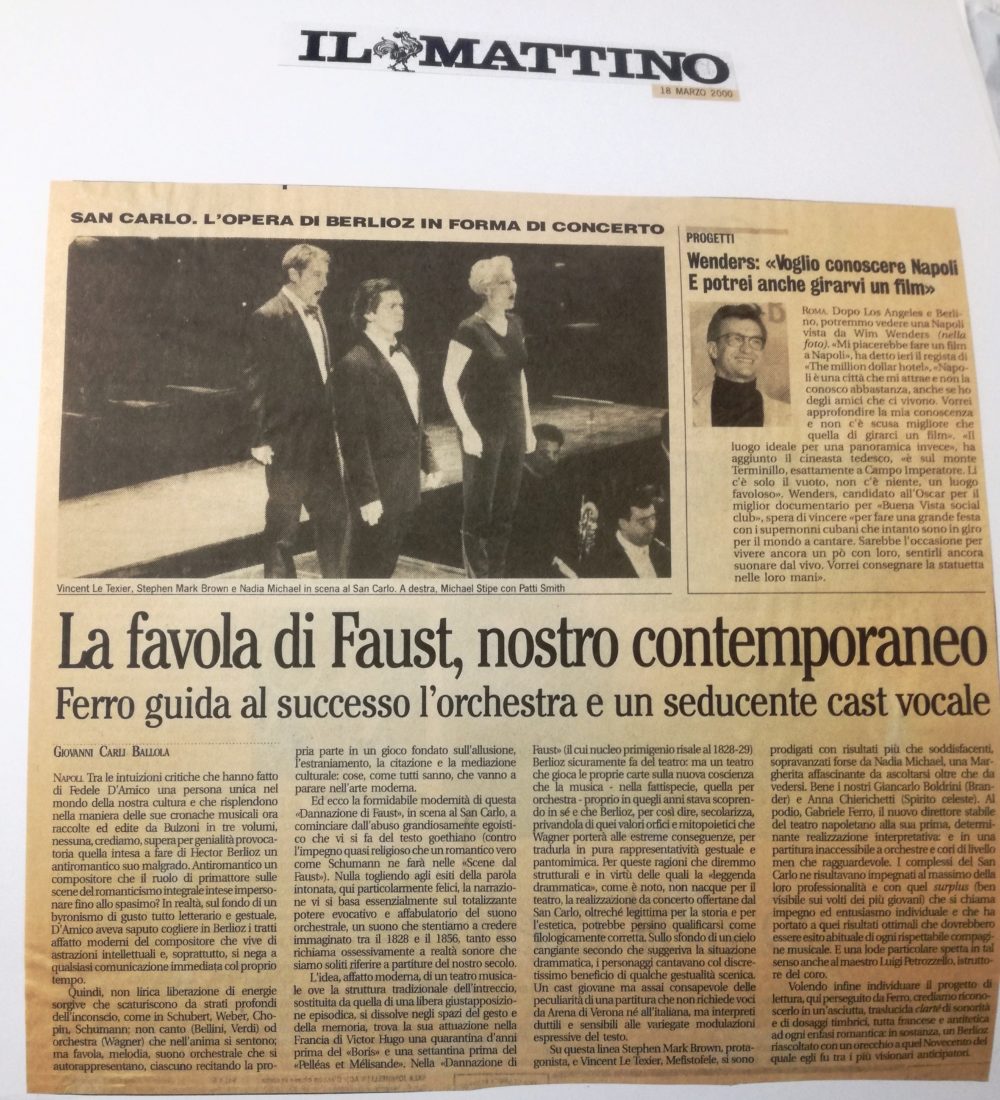 IL MATTINO
18 MARZO 2000
SAN CARLO. L'OPERA DI BERLIOZ IN FORMA DI CONCERTO
Vincent Le Texier, Stephen Mark Brown e Nadia Michael in scena al San Carlo. A destra, Michael Stipe con Patti Smith
PROGETTI
Wenders: «Voglio conoscere Napoli
E potrei anche girarvi un film»
ROMA. Dopo Los Angeles e Berli-
no, potremmo vedere una Napoli
vista da Wim Wenders (nella
foto). «Mi piacerebbe fare un film
a Napoli», ha detto ieri il regista di
«The million dollar hotel», «Napo-
li è una città che mi attrae e non la
conosco abbastanza, anche se ho
degli amici che ci vivono. Vorrei
approfondire la mia conoscenza
e non c'è scusa migliore che
quella di girarci un film». «Il
luogo ideale per una panoramica invece», ha
aggiunto il cineasta tedesco, «è sul monte
Terminillo, esattamente a Campo Imperatore. Lì
c'è solo il vuoto, non c'è niente, un luogo
favoloso». Wenders, candidato all'Oscar per il
miglior documentario per «Buena Vista social
club», spera di vincere «per fare una grande festa
con i supernonni cubani che intanto sono in giro
per il mondo a cantare. Sarebbe l'occasione per
vivere ancora un pò con loro, sentirli ancora
suonare dal vivo. Vorrei consegnare la statuetta
nelle loro mani».
La favola di Faust, nostro contemporaneo
Ferro guida al successo l'orchestra e un seducente cast vocale
GIOVANNI CARLI BALLOLA
NAPOLI Tra le intuizioni critiche che hanno fatto
di Fedele D'Amico una persona unica nel
mondo della nostra cultura e che risplendono
nella maniera delle sue cronache musicali ora
raccolte ed edite da Bulzoni in tre volumi,
nessuna, crediamo, supera per genialità provoca-
toria quella intesa a fare di Hector Berlioz un
antiromantico suo malgrado. Antiromantico un
compositore che il ruolo di primattore sulle
scene del romanticismo integrale intese imperso-
nare fino allo spasimo? In realtà, sul fondo di un
byronismo di gusto tutto letterario e gestuale,
D'Amico aveva saputo cogliere in Berlioz i tratti
affatto moderni del compositore che vive di
astrazioni intellettuali e, soprattutto, si nega a
qualsiasi comunicazione immediata col proprio
tempo.
Quindi, non lirica liberazione di energie
sorgive che scaturiscono da strati profondi
dell'inconscio, come in Schubert, Weber, Cho-
pin, Schumann; non canto (Bellini, Verdi) od
orchestra (Wagner) che nell'anima si sentono;
ma favola, melodia, suono orchestrale che si
autorappresentano, ciascuno recitando la pro-
pria parte in un gioco fondato sull'allusione,
l'estraniamento, la citazione e la mediazione
culturale: cose, come tutti sanno, che vanno a
parare nell'arte moderna.
Ed ecco la formidabile modernità di questa
«Dannazione di Faust», in scena al San Carlo, a
cominciare dall'abuso grandiosamente egoisti-
co che vi si fa del testo goethiano (contro
l'impegno quasi religioso che un romantico vero
come Schumann ne farà nelle «Scene dal
Faust»). Nulla togliendo agli esiti della parola
intonata, qui particolarmente felici, la narrazio-
ne vi si basa essenzialmente sul totalizzante
potere evocativo e affabulatorio del suono
orchestrale, un suono che stentiamo a credere
immaginato tra il 1828 e il 1856, tanto esso
richiama ossessivamente a realtà sonore che
siamo soliti riferire a partiture del nostro secolo.
L'idea, affatto moderna, di un teatro musica-
le ove la struttura tradizionale dell'intreccio,
sostituita da quella di una libera giustapposizio-
ne episodica, si dissolve negli spazi del gesto e
della memoria, trova la sua attuazione nella
Francia di Victor Hugo una quarantina d'anni
prima del «Boris» e una settantina prima del
«Pelléas et Mélisande». Nella «Dannazione di
Faust» (il cui nucleo primigenio risale al 1828-29)
Berlioz sicuramente fa del teatro: ma un teatro
che gioca le proprie carte sulla nuova coscienza
che la musica - nella fattispecie, quella per
orchestra - proprio in quegli anni stava scopren-
do in sé e che Berlioz, per così dire, secolarizza,
privandola di quei valori orfici e mitopoietici che
Wagner porterà alle estreme conseguenze, per
tradurla in pura rappresentatività gestuale e
pantomimica. Per queste ragioni che diremmo
strutturali e in virtù delle quali la «leggenda
drammatica», come è noto, non nacque per il
teatro, la realizzazione da concerto offertane dal
San Carlo, oltreché legittima per la storia e per
l'estetica, potrebbe persino qualificarsi come
filologicamente corretta. Sullo sfondo di un cielo
cangiante secondo che suggeriva la situazione
drammatica, i personaggi cantavano col discre-
tissimo beneficio di qualche gestualità scenica.
Un cast giovane ma assai consapevole delle
peculiarità di una partitura che non richiede voci
da Arena di Verona né all'italiana, ma interpreti
duttili e sensibili alle variegate modulazioni
espressive del testo.
Su questa linea Stephen Mark Brown, prota-
gonista, e Vincent Le Texier, Mefistofele, si sono
prodigati con risultati più che soddisfacenti,
sopravanzati forse da Nadia Michael, una Mar-
gherita affascinante da ascoltarsi oltre che da
vedersi. Bene i nostri Giancarlo Boldrini (Bran-
der) e Anna Chierichetti (Spirito celeste). Al
podio, Gabriele Ferro, il nuovo direttore stabile
del teatro napoletano alla sua prima, determi-
nante realizzazione interpretativa: e in una
partitura inaccessibile a orchestre e cori di livello
men che ragguardevole. I complessi del San
Carlo ne risultavano impegnati al massimo della
loro professionalità e con quel surplus (ben
visibile sui volti dei più giovani) che si chiama
impegno ed entusiasmo individuale e che ha
portato a quei risultati ottimali che dovrebbero
essere esito abituale di ogni rispettabile compagi-
ne musicale. E una lode particolare spetta in tal
senso anche al maestro Luigi Petrozzello, istrutto-
re del coro.
Volendo infine individuare il progetto di
lettura, qui perseguito da Ferro, crediamo ricono-
scerlo in un'asciutta, traslucida clarté di sonorità
e di dosaggi timbrici, tutta francese e antitetica
ad ogni enfasi romantica: in sostanza, un Berlioz
riascoltato con un orecchio a quel Novecento del
quale egli fu tra i più visionari anticipatori.